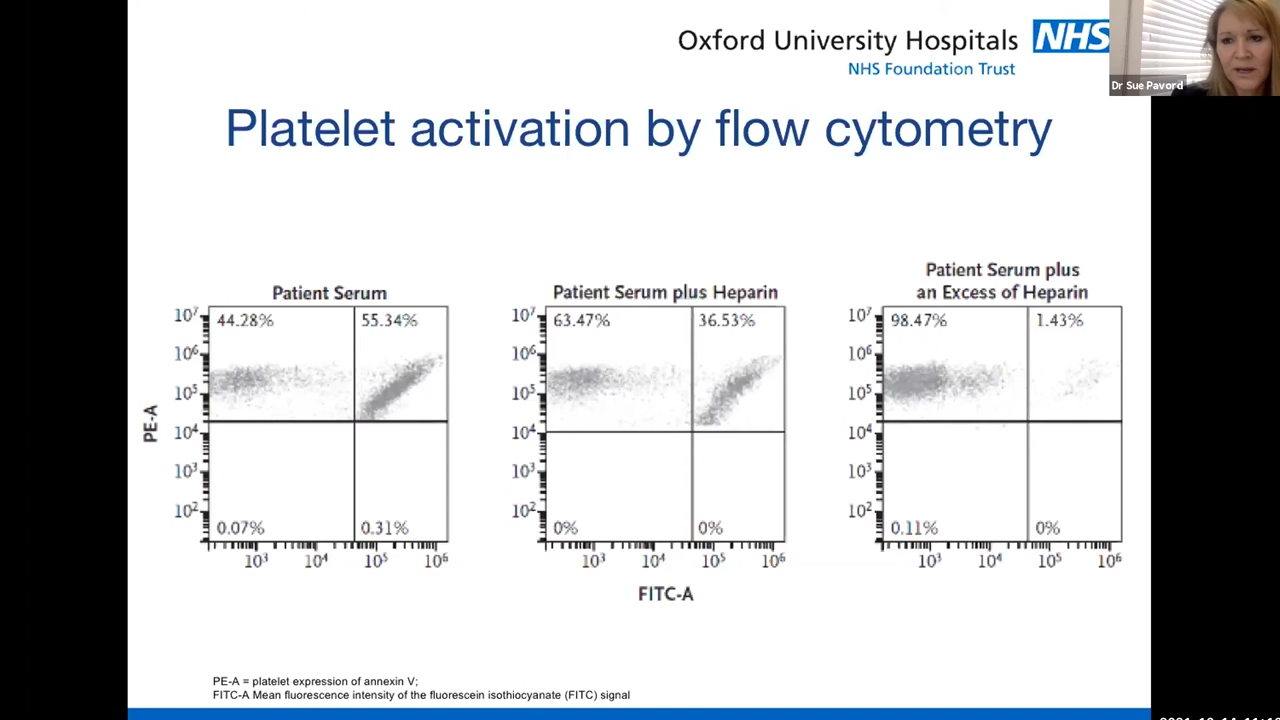 Oxford University Hospitals NHS
NHS Foundation Trust
Dr Sue Pavord
Platelet activation by flow cytometry
Patient Serum
10⁷
10⁶
10⁵
10⁴
10³
10²
44.28% 55.34%
0.07% 0.31%
10³ 10⁴ 10⁵ 10⁶
PE-A
Patient Serum plus Heparin
10⁷
10⁶
10⁵
10⁴
10³
10²
63.47% 36.53%
0% 0%
10³ 10⁴ 10⁵ 10⁶
FITC-A
Patient Serum plus
an Excess of Heparin
10⁷
10⁶
10⁵
10⁴
10³
10²
98.47% 1.43%
0.11% 0%
10³ 10⁴ 10⁵ 10⁶
PE-A = platelet expression of annexin V;
FITC-A Mean fluorescence intensity of the fluorescein isothiocyanate (FITC) signal